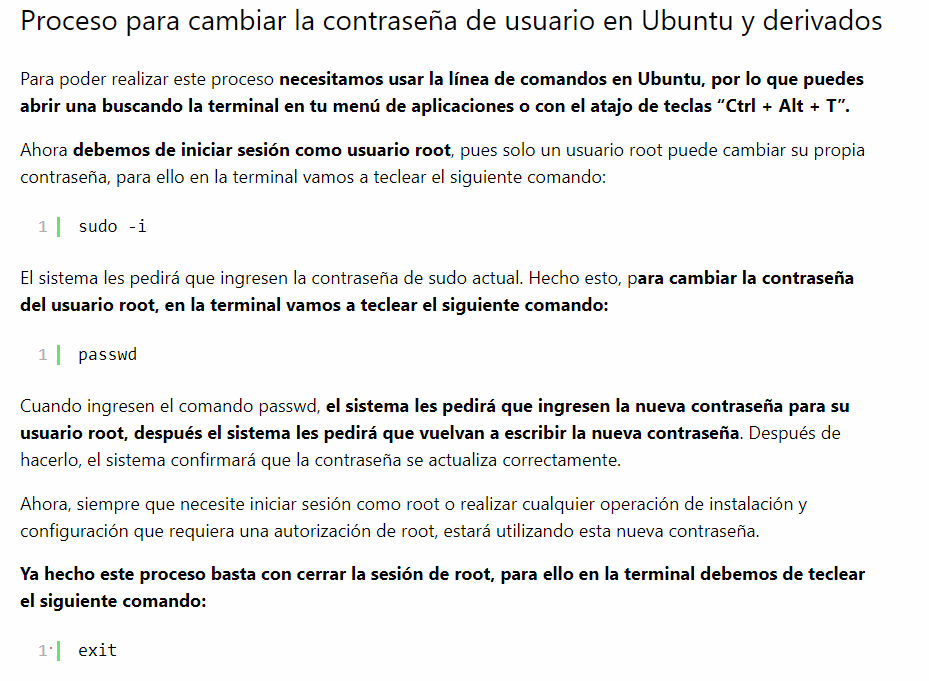 Proceso para cambiar la contraseña de usuario en Ubuntu y derivados
Para poder realizar este proceso necesitamos usar la línea de comandos en Ubuntu, por lo que puedes
abrir una buscando la terminal en tu menú de aplicaciones o con el atajo de teclas “Ctrl + Alt + T”.
Ahora debemos de iniciar sesión como usuario root, pues solo un usuario root puede cambiar su propia
contraseña, para ello en la terminal vamos a teclear el siguiente comando:
1 sudo -i
El sistema les pedirá que ingresen la contraseña de sudo actual. Hecho esto, para cambiar la contraseña
del usuario root, en la terminal vamos a teclear el siguiente comando:
1 passwd
Cuando ingresen el comando passwd, el sistema les pedirá que ingresen la nueva contraseña para su
usuario root, después el sistema les pedirá que vuelvan a escribir la nueva contraseña. Después de
hacerlo, el sistema confirmará que la contraseña se actualiza correctamente.
Ahora, siempre que necesite iniciar sesión como root o realizar cualquier operación de instalación y
configuración que requiera una autorización de root, estará utilizando esta nueva contraseña.
Ya hecho este proceso basta con cerrar la sesión de root, para ello en la terminal debemos de teclear
el siguiente comando:
1 exit